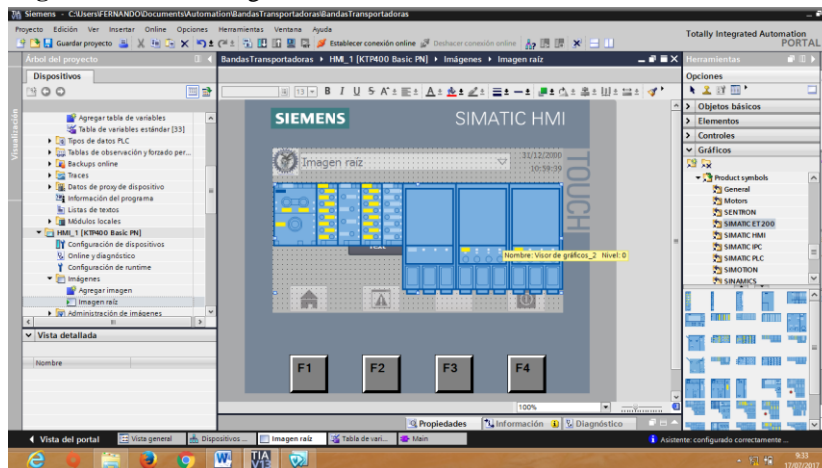 Siemens - C:\Users\FERNANDO\Documents\Automation\BandasTransportadoras\BandasTransportadoras
Proyecto Edición Ver Insertar Online Opciones Herramientas Ventana Ayuda
Guardar proyecto
Establecer conexión online
Deshacer conexión online
Totally Integrated Automation
PORTAL
Árbol del proyecto
BandasTransportadoras ▸ HMI_1 [KTP400 Basic PN] ▸ Imágenes ▸ Imagen raíz
Herramientas
Dispositivos
Opciones
Visualización
Agregar tabla de variables
Tabla de variables estándar [33]
Tipos de datos PLC
Tablas de observación y forzado per...
Backups online
Traces
Datos de proxy de dispositivo
Información del programa
Listas de textos
Módulos locales
HMI_1 [KTP400 Basic PN]
Configuración de dispositivos
Online y diagnóstico
Configuración de runtime
Imágenes
Agregar imagen
Imagen raíz
Administración de imágenes
Vista detallada
Nombre
13 B I U S A
SIEMENS
SIMATIC HMI
Imagen raíz
31/12/2000
10:59:39
TOUCH
Nombre: Visor de gráficos_2 Nivel: 0
F1
F2
F3
F4
100%
Objetos básicos
Elementos
Controles
Gráficos
Product symbols
General
Motors
SENTRON
SIMATIC ET 200
SIMATIC HMI
SIMATIC IPC
SIMATIC PLC
SIMOTION
SINAMICS
Propiedades
Información
Diagnóstico
Vista del portal
Vista general
Dispositivos ...
Imagen raíz
Tabla de vari...
Main
Asistente: configurado correctamente ...
TIA
V13
9:33
17/02/2017